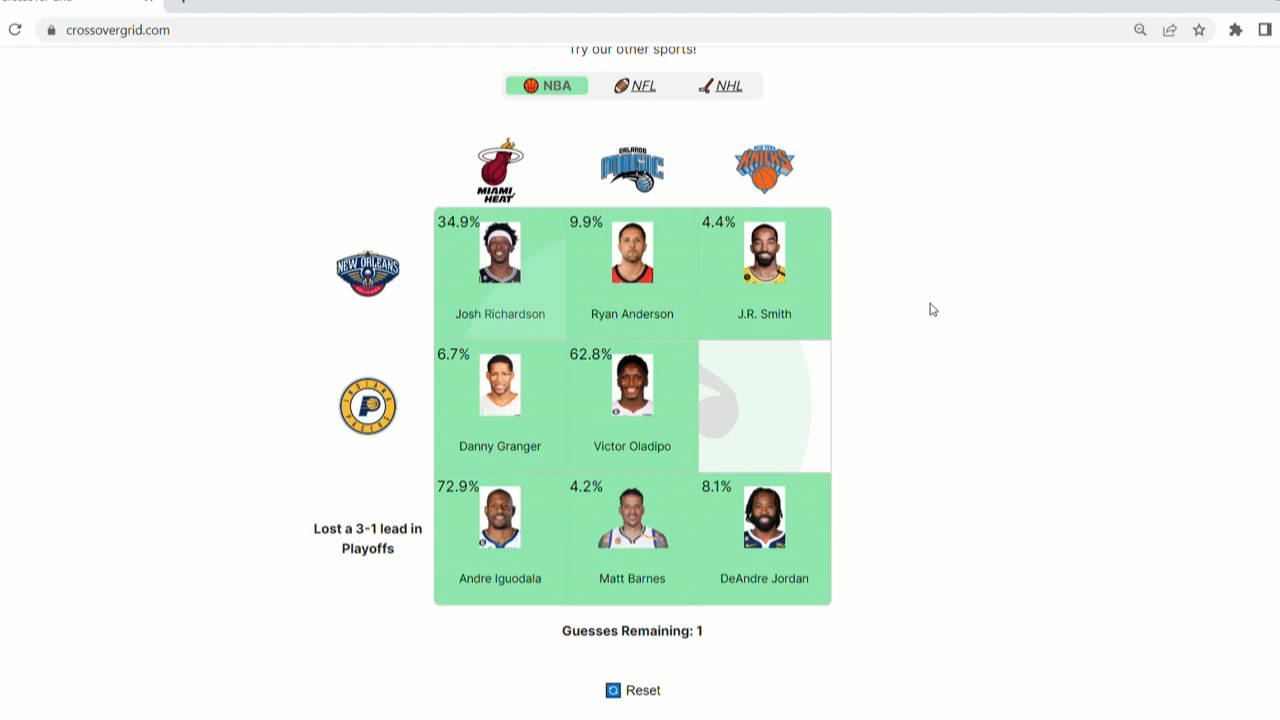 crossovergrid.com
Try our other sports!
NBA NFL NHL
MIAMI HEAT
ORLANDO MAGIC
NEW YORK KNICKS
34.9% 9.9% 4.4%
NEW ORLEANS PELICANS
Josh Richardson Ryan Anderson J.R. Smith
6.7% 62.8%
INDIANA PACERS
Danny Granger Victor Oladipo
72.9% 4.2% 8.1%
Lost a 3-1 lead in
Playoffs
Andre Iguodala Matt Barnes DeAndre Jordan
Guesses Remaining: 1
Reset